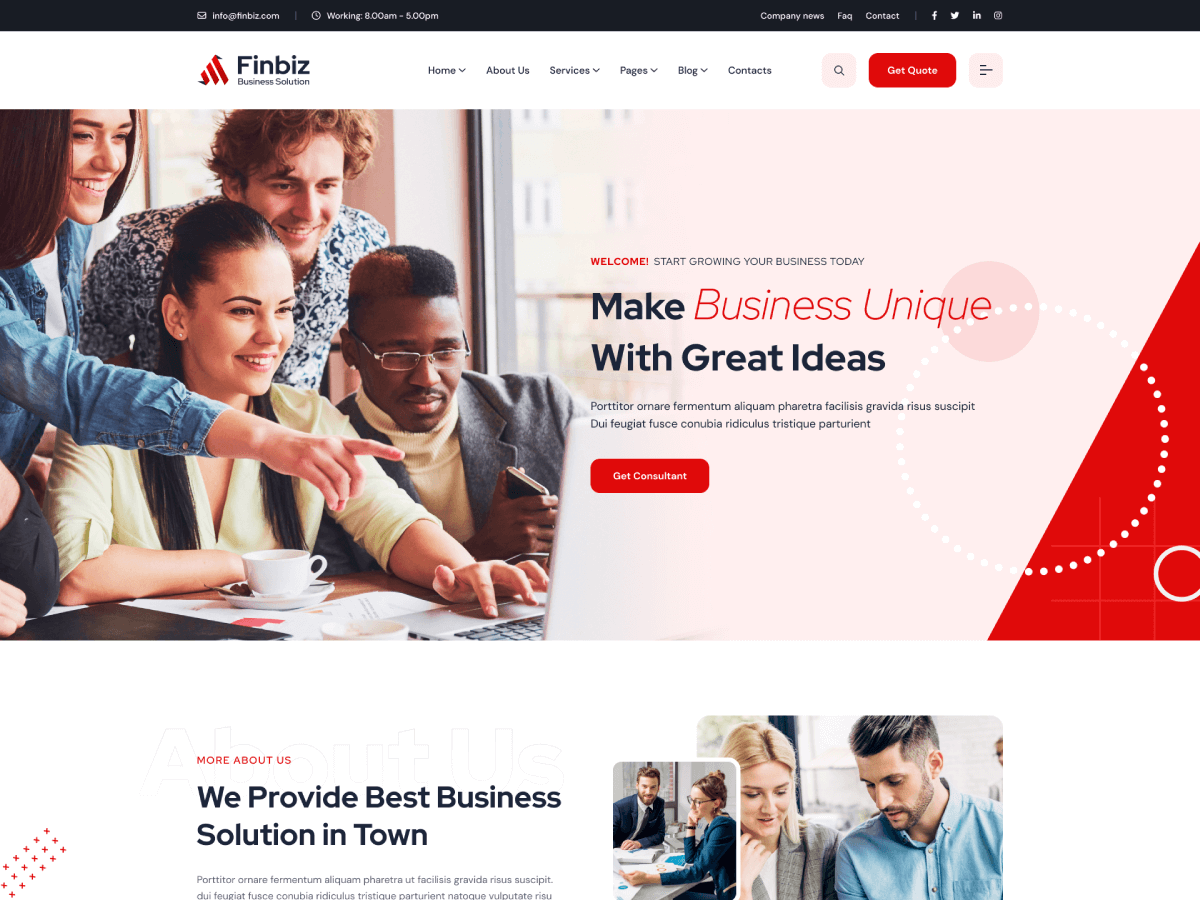 info@finbiz.com | Working: 8.00am - 5.00pm Company news Faq Contact |
Finbiz
Business Solution
Home About Us Services Pages Blog Contacts Get Quote
WELCOME! START GROWING YOUR BUSINESS TODAY
Make Business Unique
With Great Ideas
Porttitor ornare fermentum aliquam pharetra facilisis gravida risus suscipit
Dui feugiat fusce conubia ridiculus tristique parturient
Get Consultant
About Us
MORE ABOUT US
We Provide Best Business
Solution in Town
Porttitor ornare fermentum aliquam pharetra ut facilisis gravida risus suscipit.
dui feugiat fusce conubia ridiculus tristique parturient natoque vulputate risu